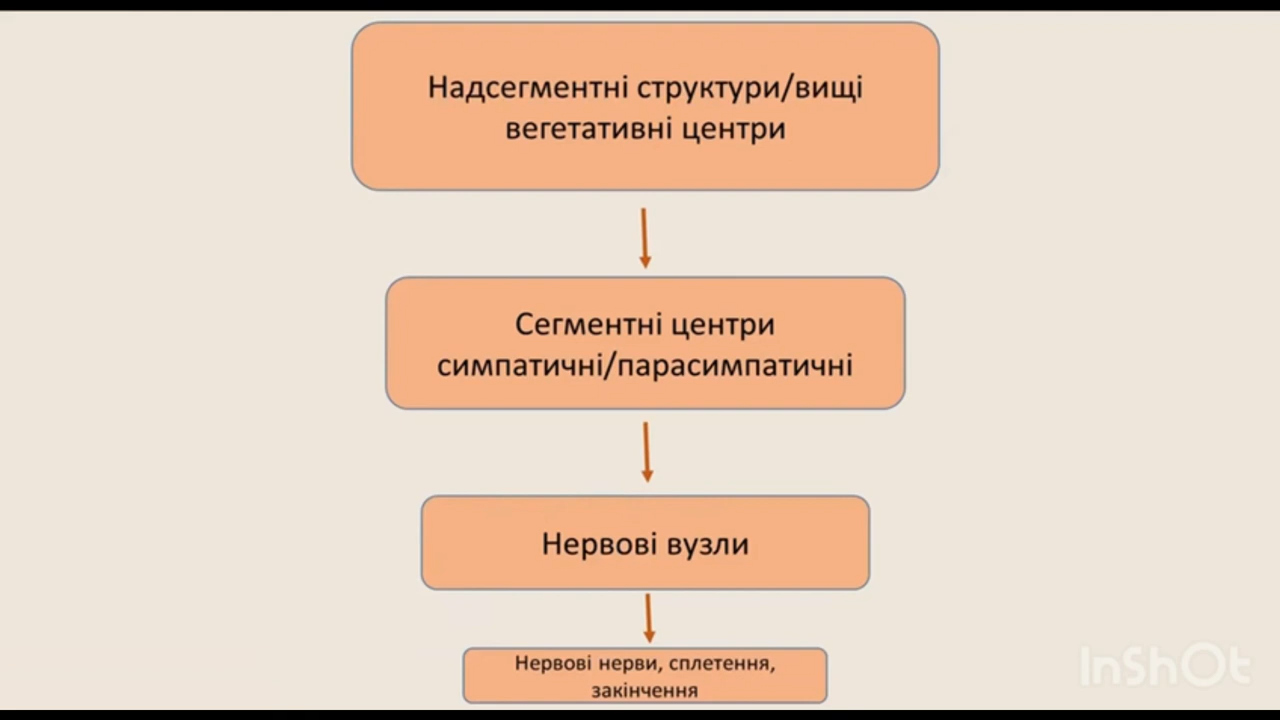 Надсегментні структури/вищі
вегетативні центри
Сегментні центри
симпатичні/парасимпатичні
Нервові вузли
Нервові нерви, сплетення,
закінчення
InShOt